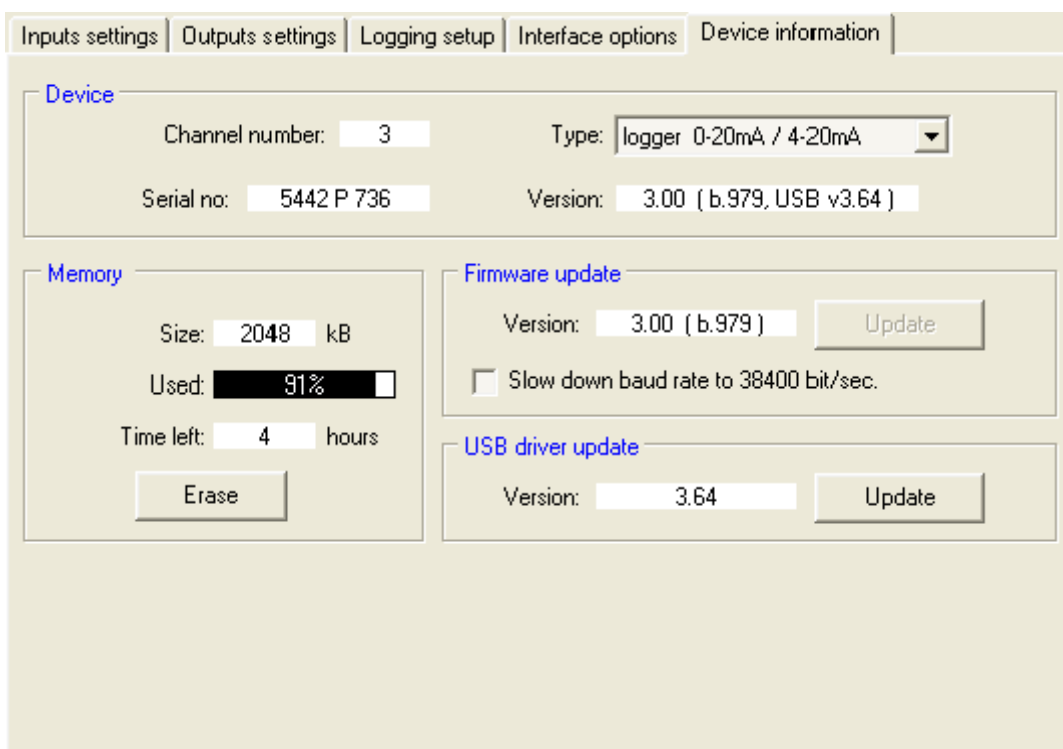 Inputs settings Outputs settings Logging setup Interface options Device information
Device
Channel number: 3 Type: logger 0-20mA / 4-20mA
Serial no: 5442 P 736 Version: 3.00 ( b.979, USB v3.64 )
Memory
Size: 2048 kB
Used: 91%
Time left: 4 hours
Erase
Firmware update
Version: 3.00 ( b.979 ) Update
Slow down baud rate to 38400 bit/sec.
USB driver update
Version: 3.64 Update